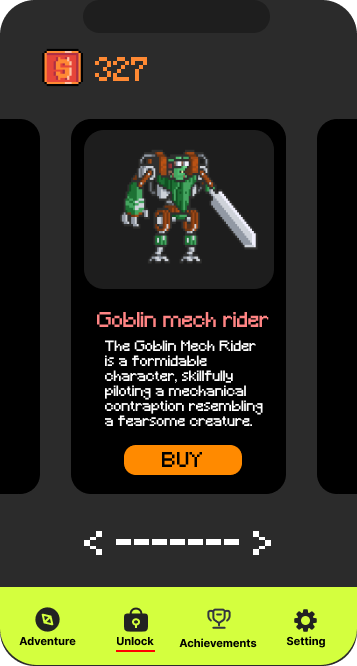 $ 327
Goblin mech rider
The Goblin Mech Rider
is a formidable
character, skillfully
piloting a mechanical
contraption resembling
a fearsome creature.
BUY
< ------- >
Adventure Unlock Achievements Setting